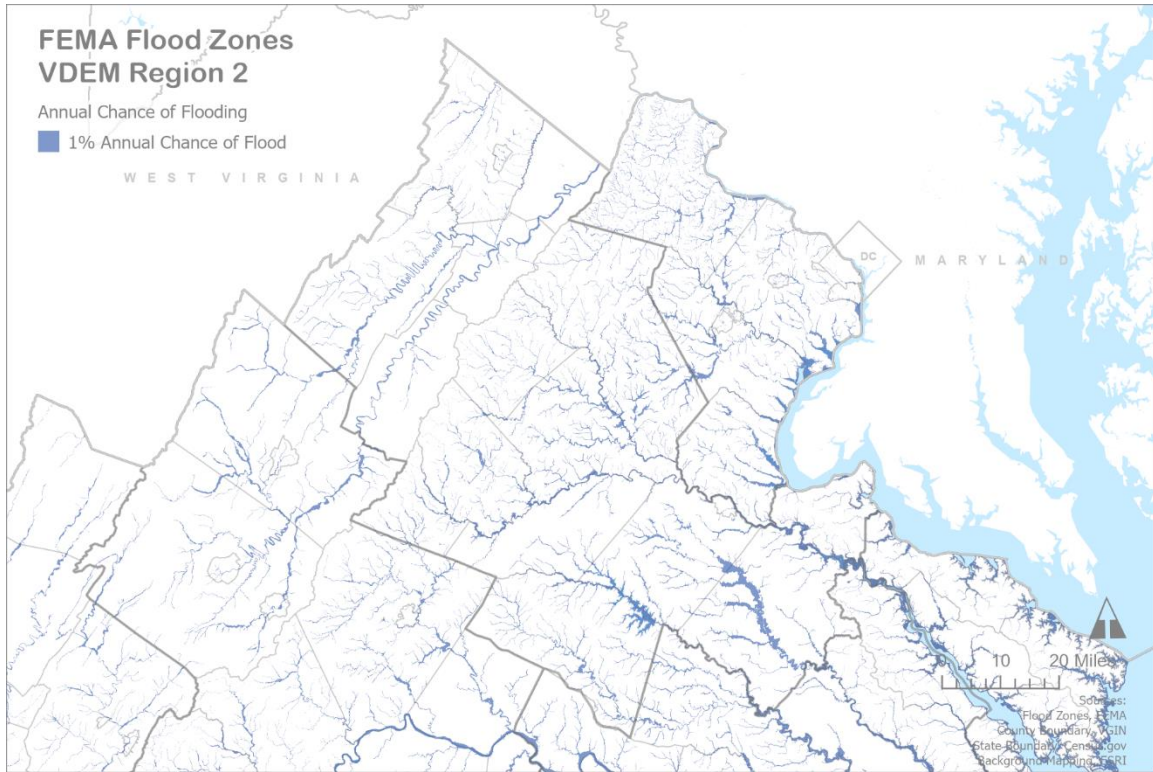 FEMA Flood Zones
VDEM Region 2
Annual Chance of Flooding
1% Annual Chance of Flood
WEST VIRGINIA
DC
MARYLAND
0 10 20 Miles
Sources:
Flood Zones, FEMA
County Boundary, VGIN
State Boundary, Census.gov
Background Mapping, ESRI